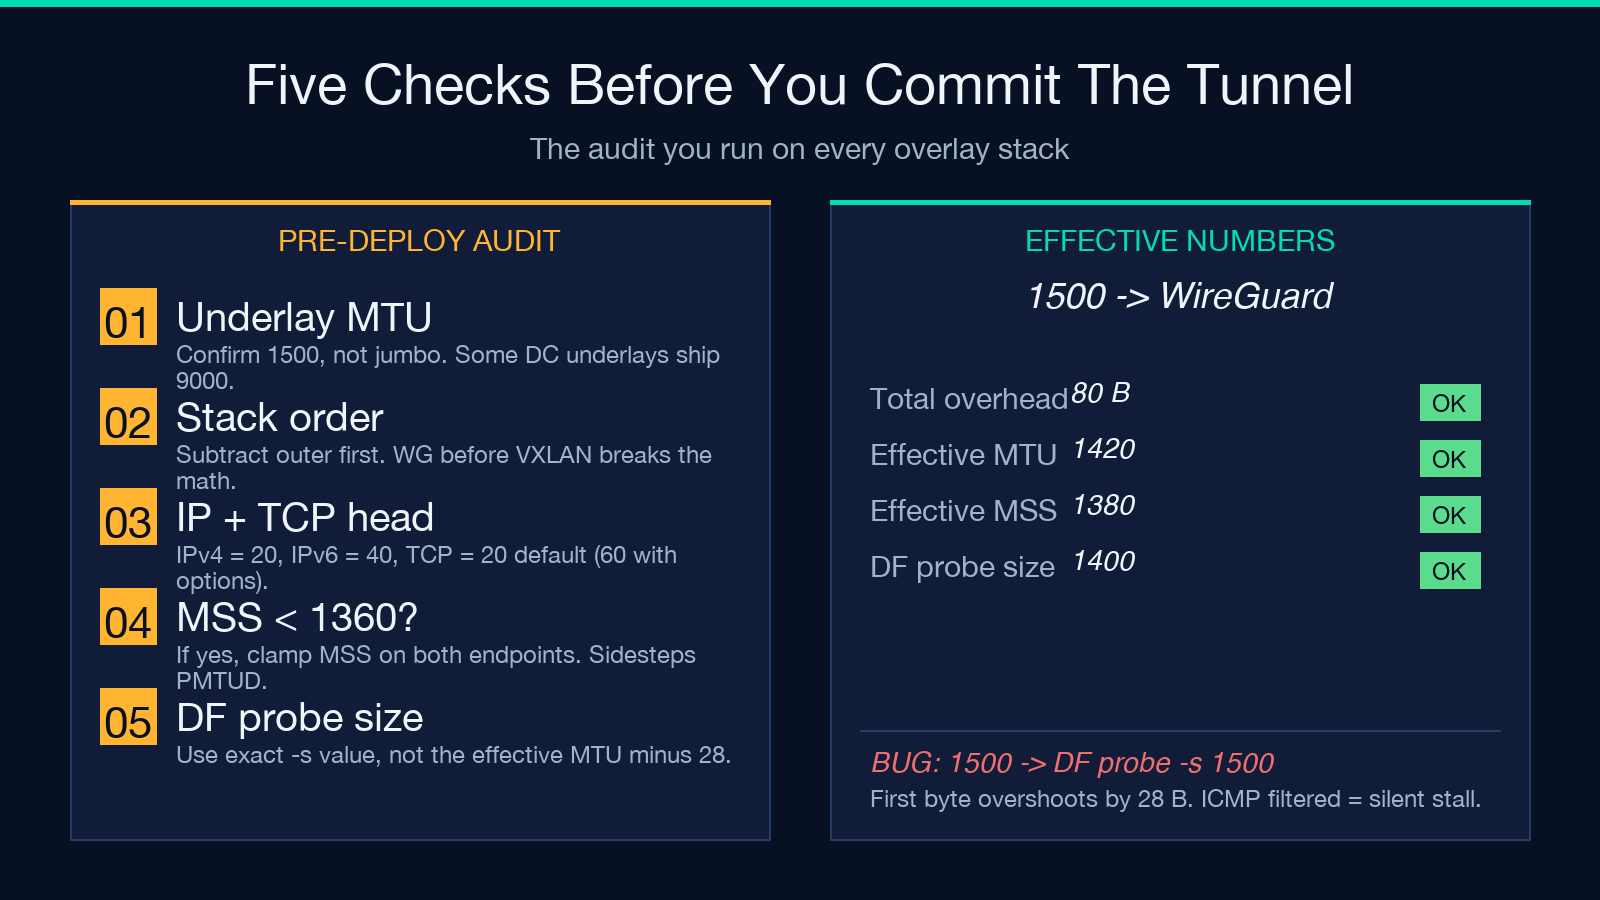 Five Checks Before You Commit The Tunnel
The audit you run on every overlay stack
PRE-DEPLOY AUDIT
01
Underlay MTU
Confirm 1500, not jumbo. Some DC underlays ship
9000.
02
Stack order
Subtract outer first. WG before VXLAN breaks the
math.
03
IP + TCP head
IPv4 = 20, IPv6 = 40, TCP = 20 default (60 with
options).
04
MSS < 1360?
If yes, clamp MSS on both endpoints. Sidesteps
PMTUD.
05
DF probe size
Use exact -s value, not the effective MTU minus 28.
EFFECTIVE NUMBERS
1500 -> WireGuard
Total overhead 80 B OK
Effective MTU 1420 OK
Effective MSS 1380 OK
DF probe size 1400 OK
BUG: 1500 -> DF probe -s 1500
First byte overshoots by 28 B. ICMP filtered = silent stall.